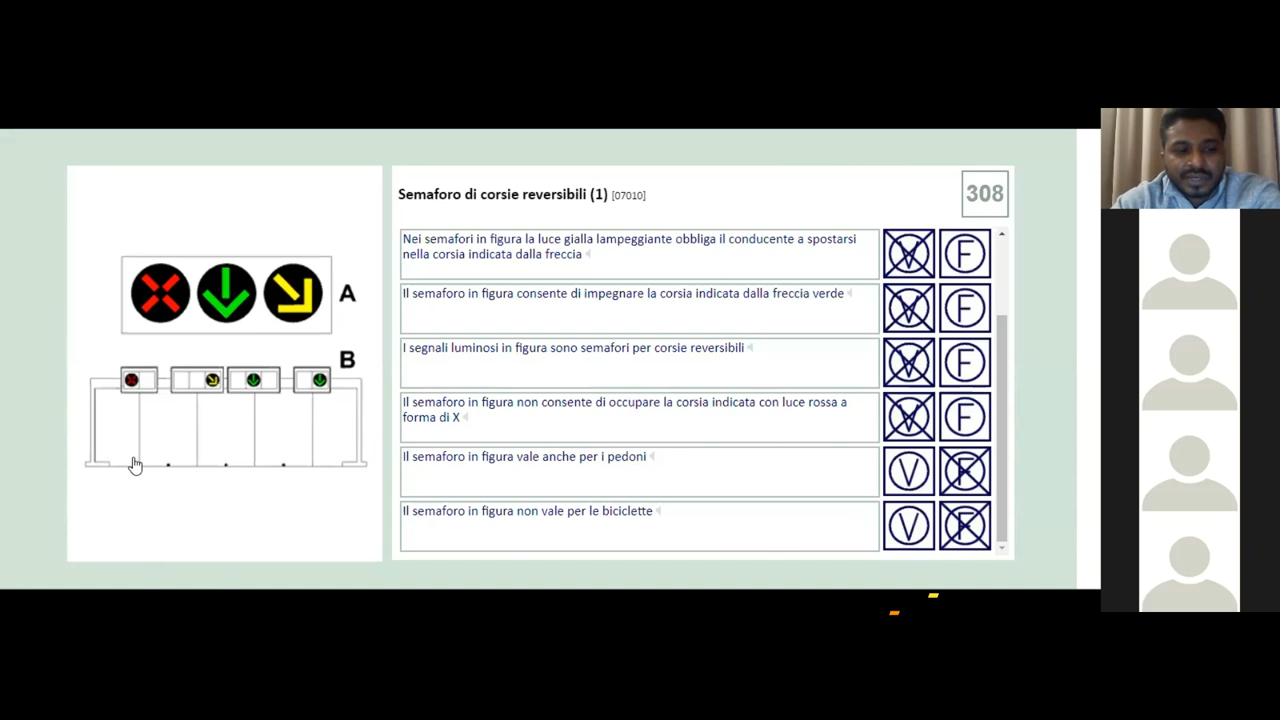 Semaforo di corsie reversibili (1) [07010]
308
Nei semafori in figura la luce gialla lampeggiante obbliga il conducente a spostarsi
nella corsia indicata dalla freccia
V F
Il semaforo in figura consente di impegnare la corsia indicata dalla freccia verde
V F
I segnali luminosi in figura sono semafori per corsie reversibili
V F
Il semaforo in figura non consente di occupare la corsia indicata con luce rossa a
forma di X
V F
Il semaforo in figura vale anche per i pedoni
V F
Il semaforo in figura non vale per le biciclette
V F
A
B